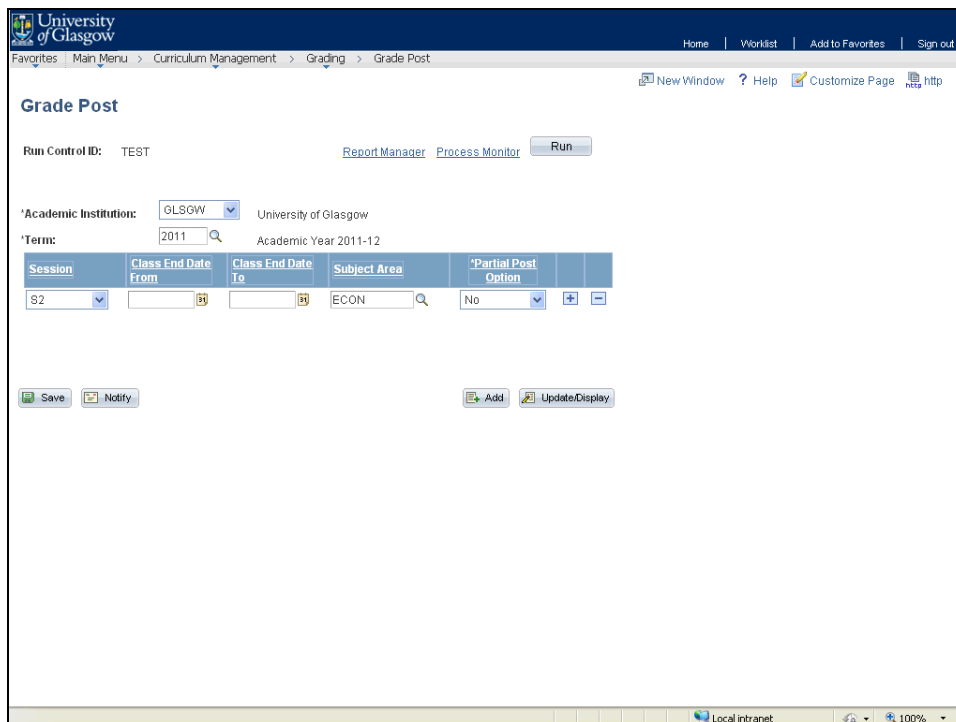 University
of Glasgow
Home | Worklist | Add to Favorites | Sign out
Favorites Main Menu > Curriculum Management > Grading > Grade Post
New Window ? Help Customize Page http
Grade Post
Run Control ID: TEST Report Manager Process Monitor Run
*Academic Institution: GLSGW University of Glasgow
*Term: 2011 Academic Year 2011-12
Session Class End Date From Class End Date To Subject Area *Partial Post Option
S2 31 31 ECON No + -
Save Notify Add Update/Display
Local intranet 100%